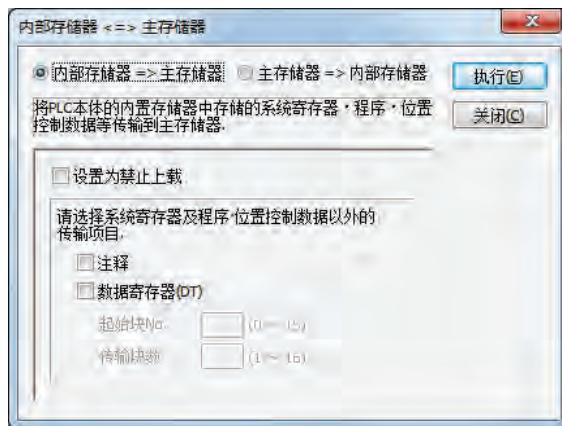 内部存储器 <=> 主存储器
内部存储器 => 主存储器 主存储器 => 内部存储器
执行(E)
将PLC本体的内置存储器中存储的系统寄存器·程序·位置
控制数据等传输到主存储器.
关闭(C)
设置为禁止上载
请选择系统寄存器及程序·位置控制数据以外的
传输项目.
注释
数据寄存器(DT)
起始块No. (0 ~ 15)
传输块数 (1 ~ 16)